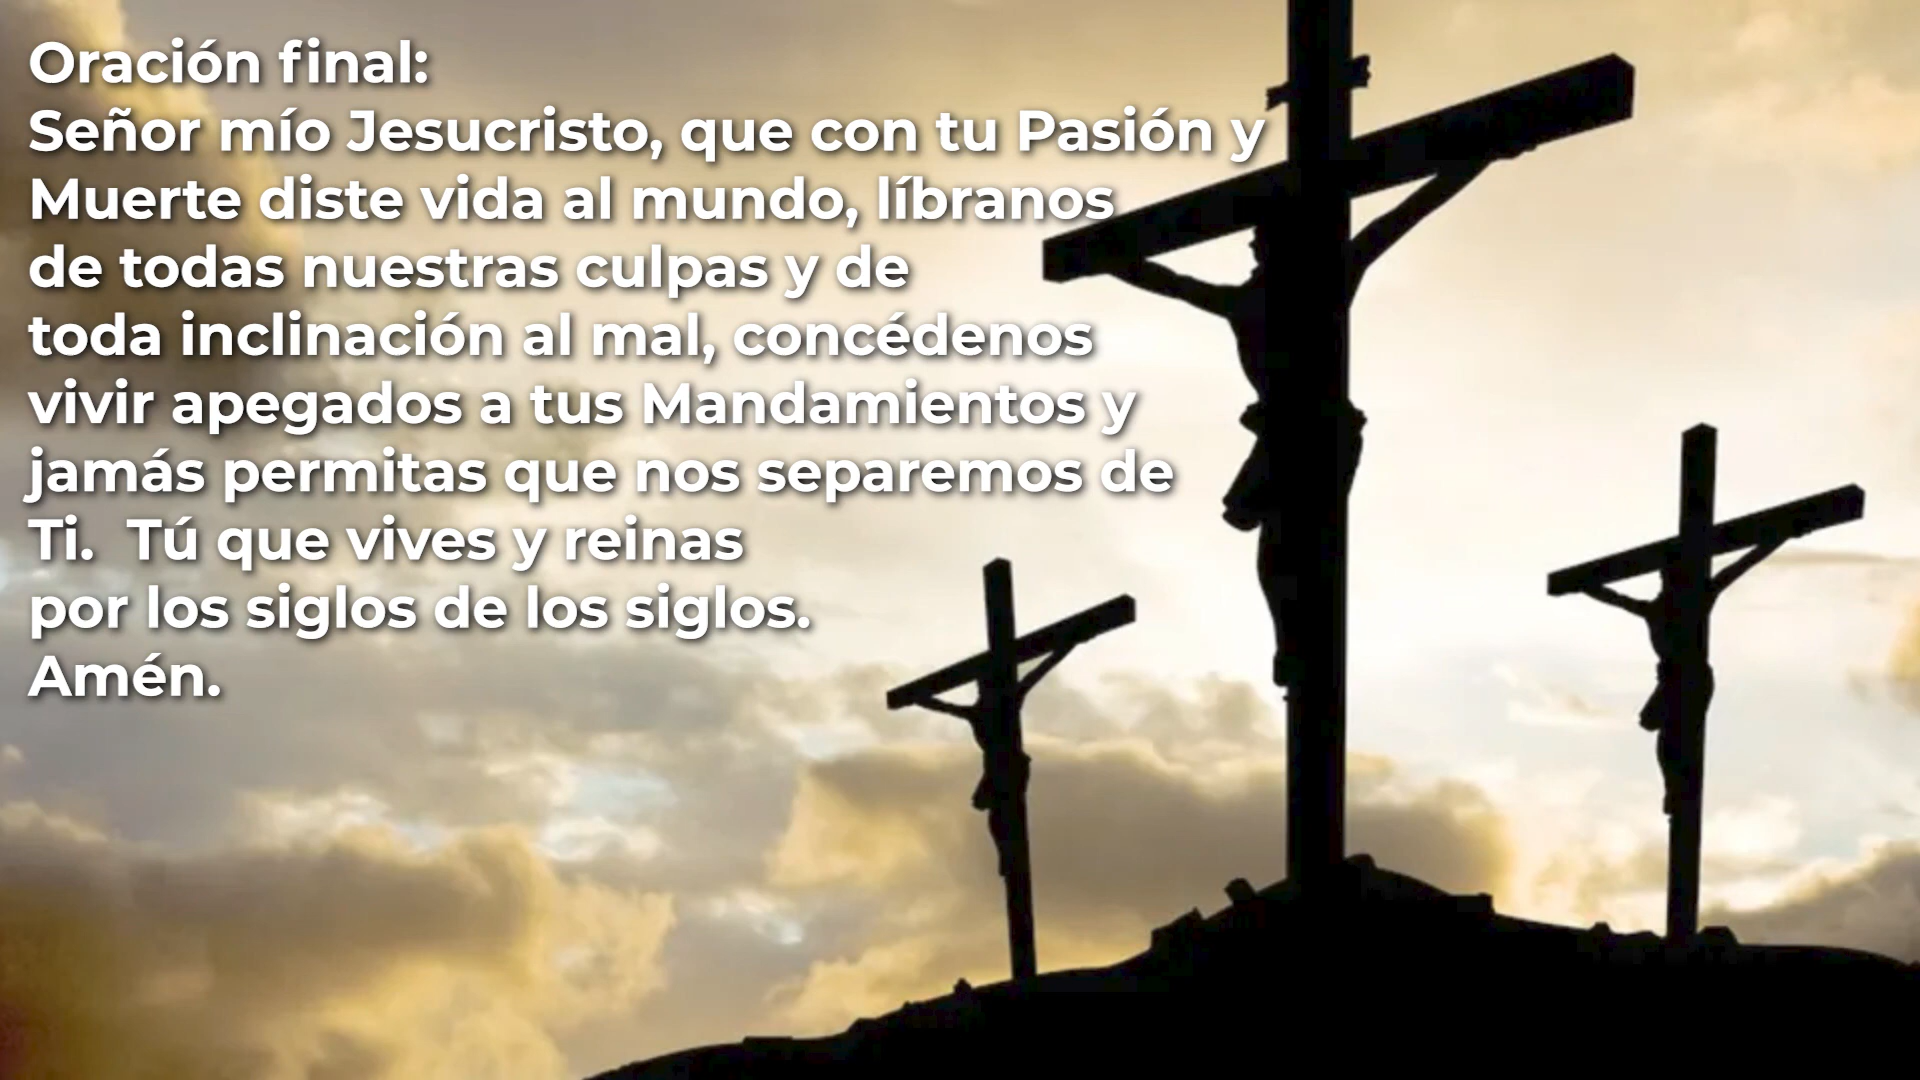 Oración final:
Señor mío Jesucristo, que con tu Pasión y
Muerte diste vida al mundo, líbranos
de todas nuestras culpas y de
toda inclinación al mal, concédenos
vivir apegados a tus Mandamientos y
jamás permitas que nos separemos de
Ti.  Tú que vives y reinas
por los siglos de los siglos.
Amén.